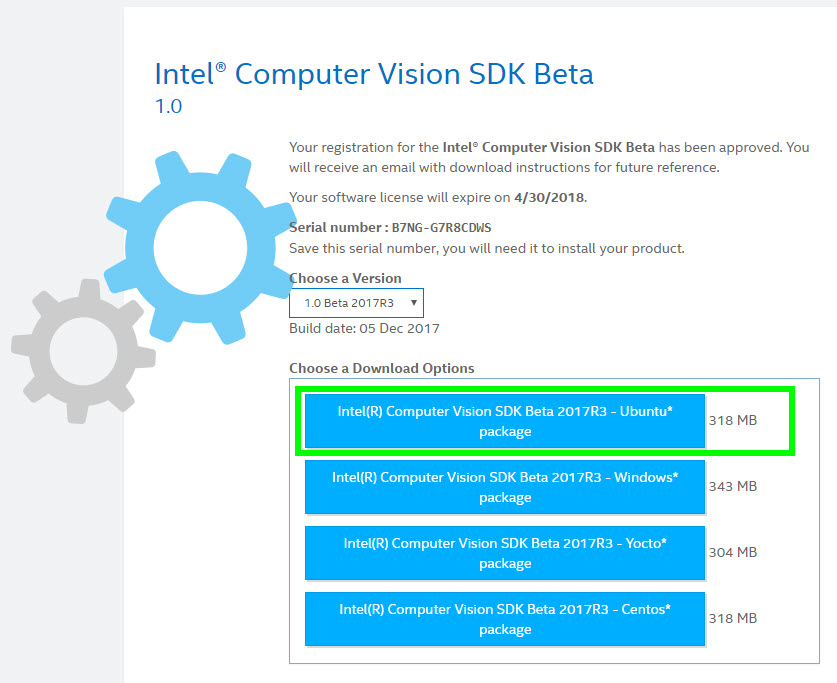 Intel® Computer Vision SDK Beta
1.0
Your registration for the Intel® Computer Vision SDK Beta has been approved. You
will receive an email with download instructions for future reference.
Your software license will expire on 4/30/2018.
Serial number : B7NG-G7R8CDWS
Save this serial number, you will need it to install your product.
Choose a Version
1.0 Beta 2017R3
Build date: 05 Dec 2017
Choose a Download Options
Intel(R) Computer Vision SDK Beta 2017R3 - Ubuntu*
package
318 MB
Intel(R) Computer Vision SDK Beta 2017R3 - Windows*
package
343 MB
Intel(R) Computer Vision SDK Beta 2017R3 - Yocto*
package
304 MB
Intel(R) Computer Vision SDK Beta 2017R3 - Centos*
package
318 MB